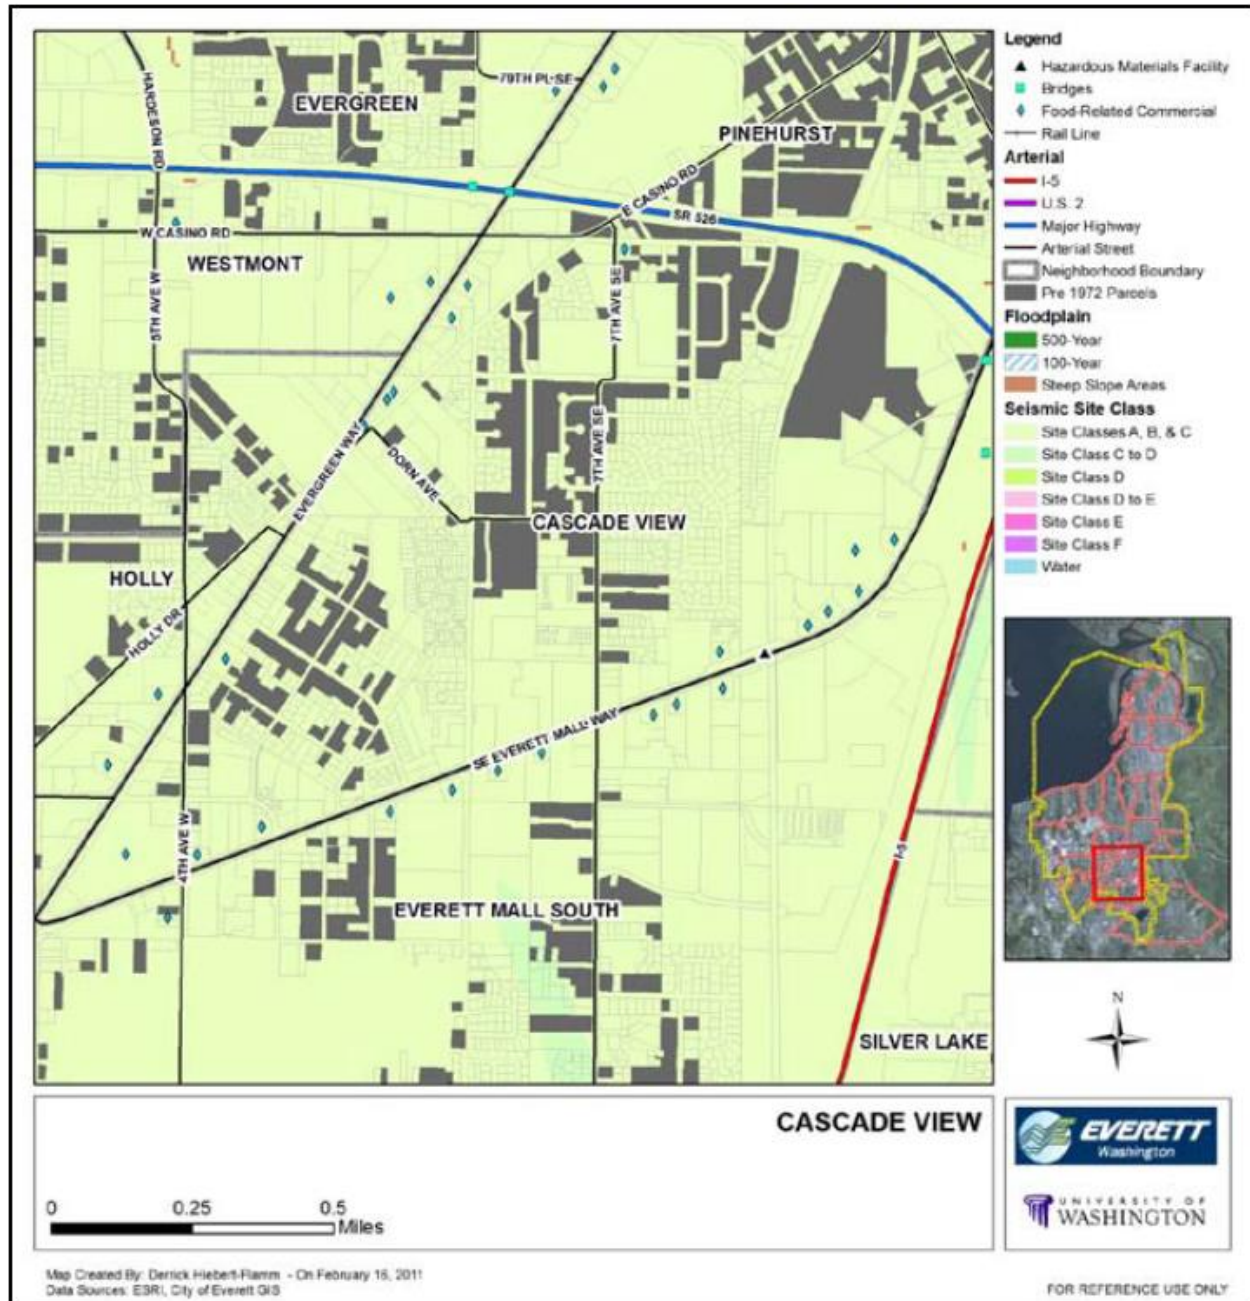 79TH PL SE
HARDESON RD
EVERGREEN
PINEHURST
E CASINO RD
SR 526
W CASINO RD
WESTMONT
5TH AVE W
7TH AVE SE
7TH AVE SE
EVERGREEN WAY
DORN AVE
CASCADE VIEW
HOLLY
HOLLY DR
SE EVERETT MALL WAY
4TH AVE W
I-5
EVERETT MALL SOUTH
SILVER LAKE
Legend
Hazardous Materials Facility
Bridges
Food-Related Commercial
Rail Line
Arterial
I-5
U.S. 2
Major Highway
Arterial Street
Neighborhood Boundary
Pre 1972 Parcels
Floodplain
500-Year
100-Year
Steep Slope Areas
Seismic Site Class
Site Classes A, B, & C
Site Class C to D
Site Class D
Site Class D to E
Site Class E
Site Class F
Water
N
CASCADE VIEW
0 0.25 0.5
Miles
EVERETT
Washington
UNIVERSITY OF
WASHINGTON
Map Created By: Derrick Hiebert-Flamm - On February 16, 2011
Data Sources: ESRI, City of Everett GIS
FOR REFERENCE USE ONLY